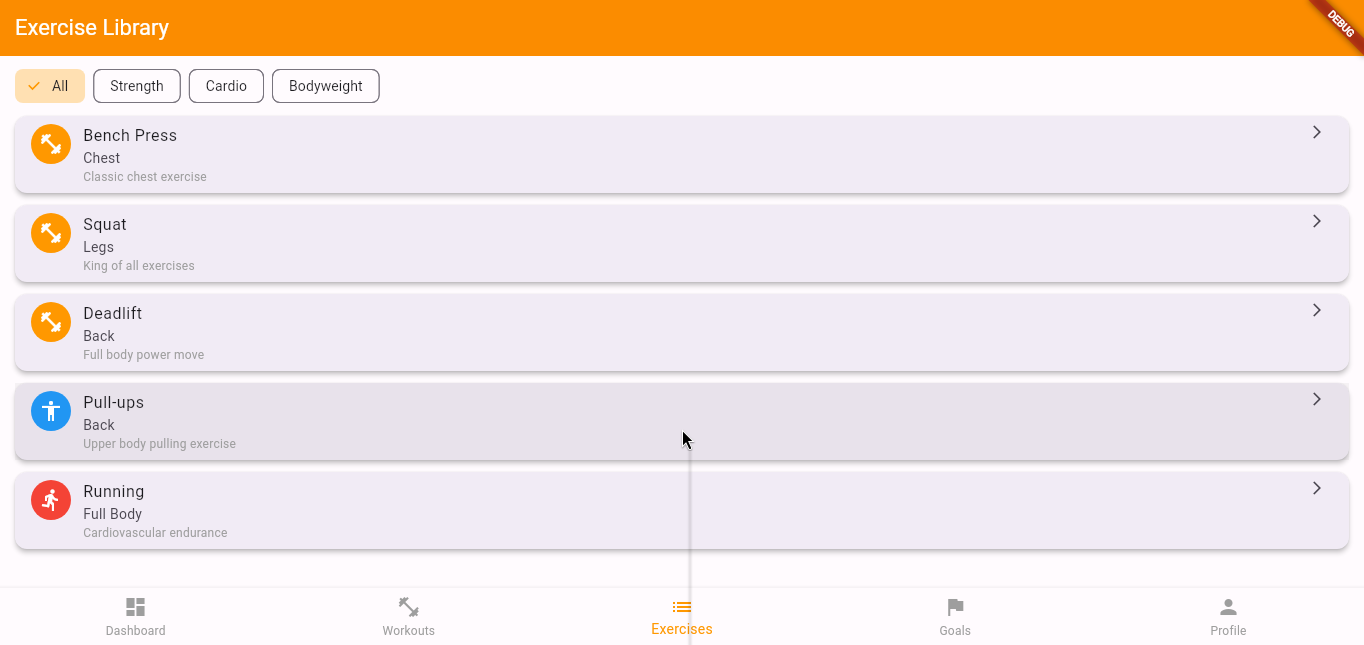 Exercise Library
DEBUG
All
Strength
Cardio
Bodyweight
Bench Press
Chest
Classic chest exercise
Squat
Legs
King of all exercises
Deadlift
Back
Full body power move
Pull-ups
Back
Upper body pulling exercise
Running
Full Body
Cardiovascular endurance
Dashboard
Workouts
Exercises
Goals
Profile